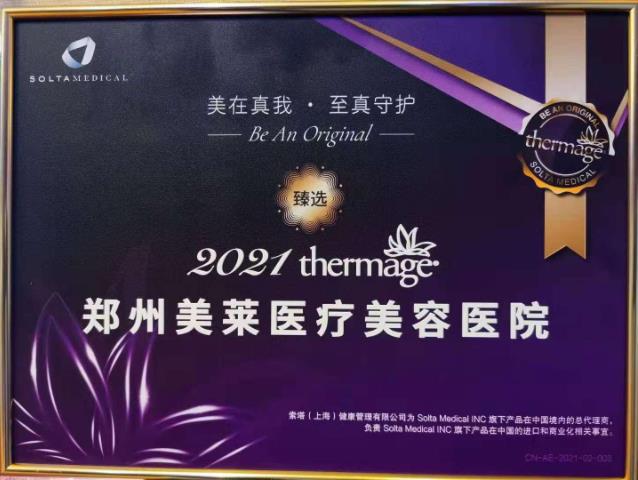 SOLTAMEDICAL
美在真我 · 至真守护
Be An Original
BE AN ORIGINAL
thermage
SOLTA MEDICAL
臻选
2021 thermage
郑州美莱医疗美容医院
索塔（上海）健康管理有限公司为 Solta Medical INC 旗下产品在中国境内的总代理商，
负责 Solta Medical INC 旗下产品在中国的进口和商业化相关事宜。
CN-AE-2021-02-003